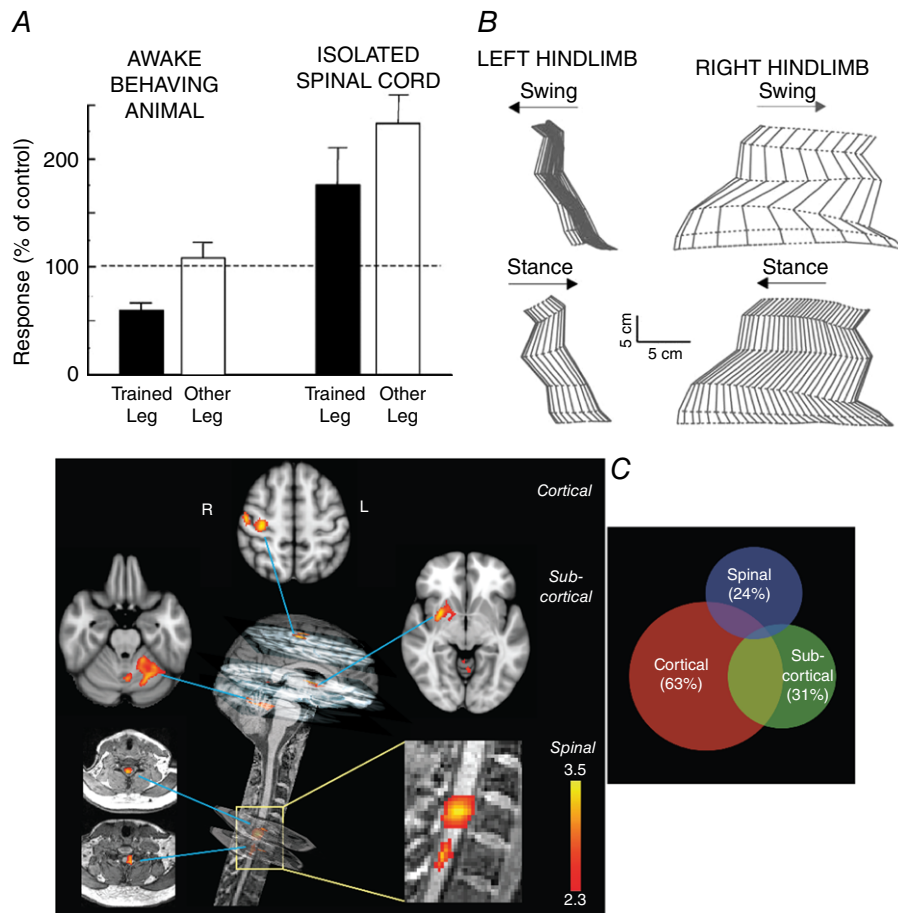 A
AWAKE
BEHAVING
ANIMAL
ISOLATED
SPINAL CORD
Response (% of control)
200
100
0
Trained
Leg
Other
Leg
Trained
Leg
Other
Leg
B
LEFT HINDLIMB
RIGHT HINDLIMB
Swing
Swing
Stance
Stance
5 cm
5 cm
R
L
Cortical
Sub-
cortical
Spinal
3.5
2.3
C
Spinal
(24%)
Cortical
(63%)
Sub-
cortical
(31%)